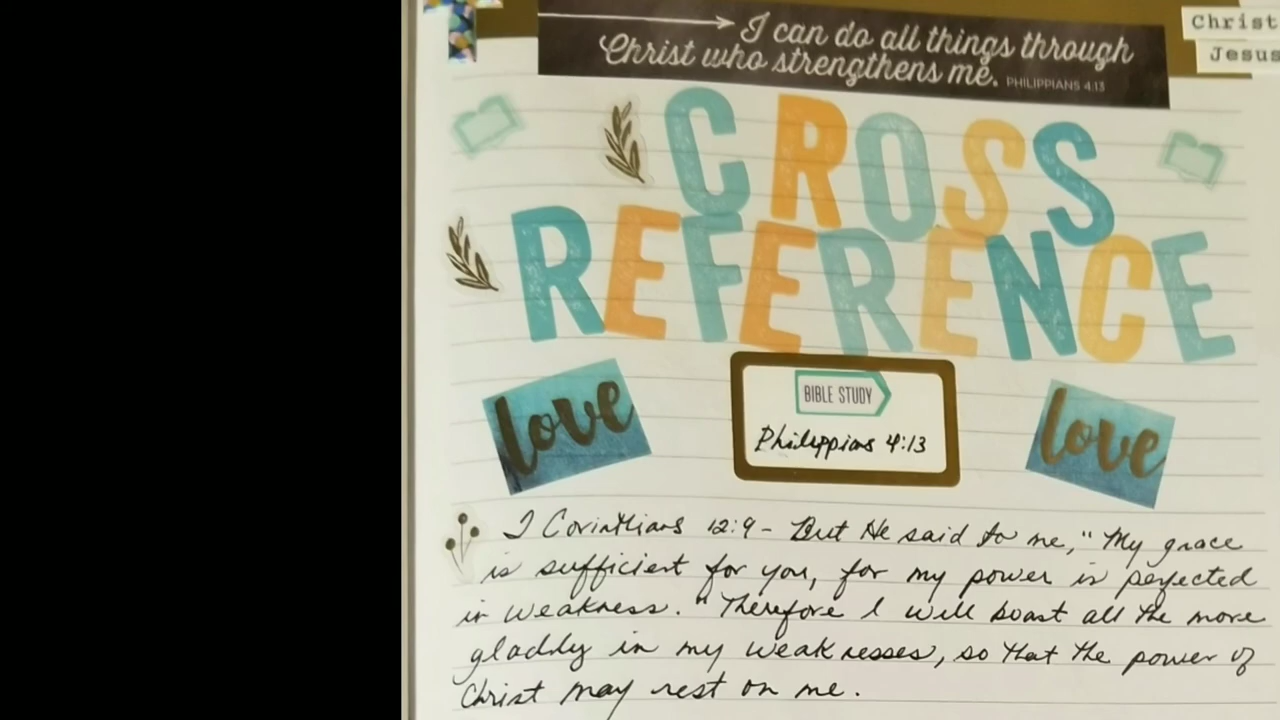 I can do all things through
Christ who strengthens me. PHILIPPIANS 4:13
Christ
Jesus
CROSS
REFERENCE
love
BIBLE STUDY
Philippians 4:13
love
I Corinthians 12:9 - But He said to me, "My grace
is sufficient for you, for my power is perfected
in weakness." Therefore I will boast all the more
gladly in my weaknesses, so that the power of
Christ may rest on me.